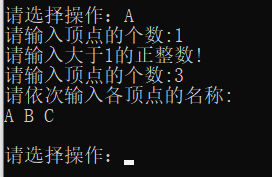 请选择操作：A
请输入顶点的个数:1
请输入大于1的正整数!
请输入顶点的个数:3
请依次输入各顶点的名称:
A B C
请选择操作：